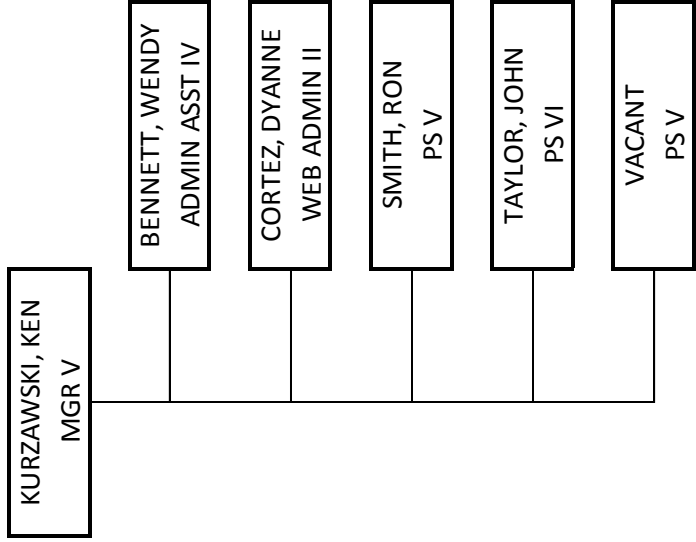 KURZAWSKI, KEN
MGR V
BENNETT, WENDY
ADMIN ASST IV
CORTEZ, DYANNE
WEB ADMIN II
SMITH, RON
PS V
TAYLOR, JOHN
PS VI
VACANT
PS V